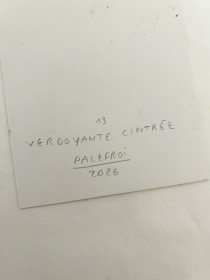 13
VERDOYANTE CINTRÉE
PALEFROI
2026